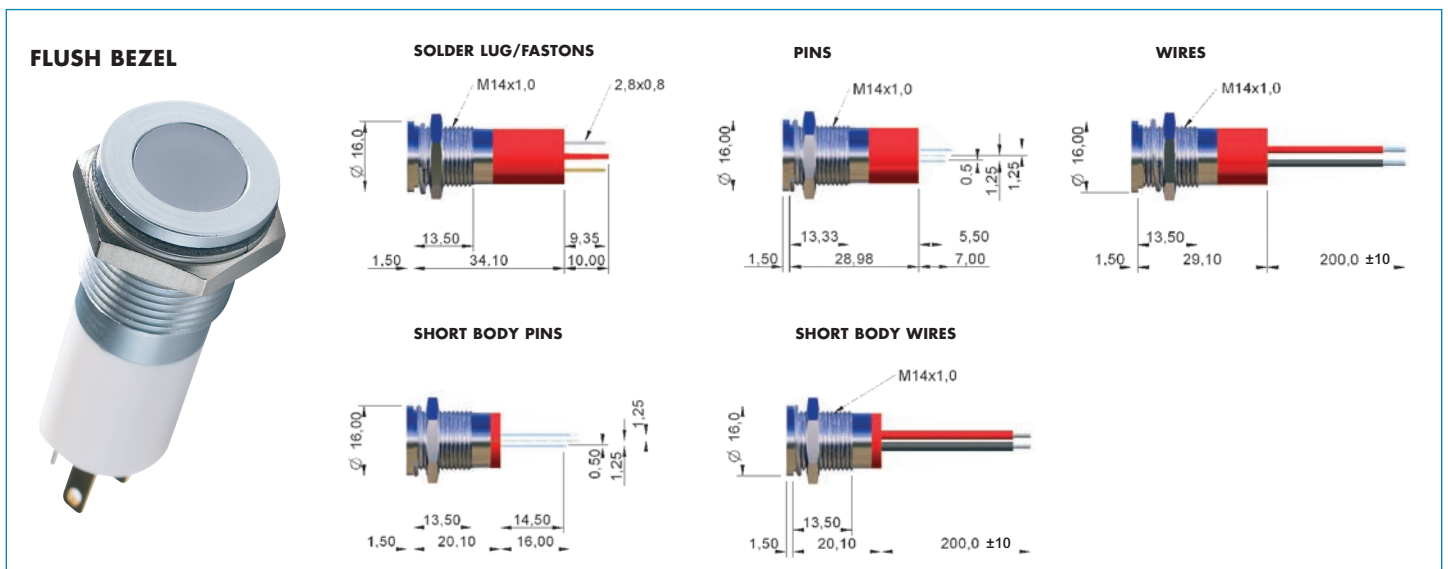 FLUSH BEZEL
SOLDER LUG/FASTONS
M14x1,0
2,8x0,8
Ø 16,0
13,50
9,35
1,50
34,10
10,00
PINS
M14x1,0
Ø 16,00
0,5
1,25
1,25
13,33
5,50
1,50
28,98
7,00
WIRES
M14x1,0
Ø 16,00
13,50
1,50
29,10
200,0 ±10
SHORT BODY PINS
Ø 16,00
1,25
0,50
1,25
13,50
14,50
1,50
20,10
16,00
SHORT BODY WIRES
M14x1,0
Ø 16,0
13,50
1,50
20,10
200,0 ±10